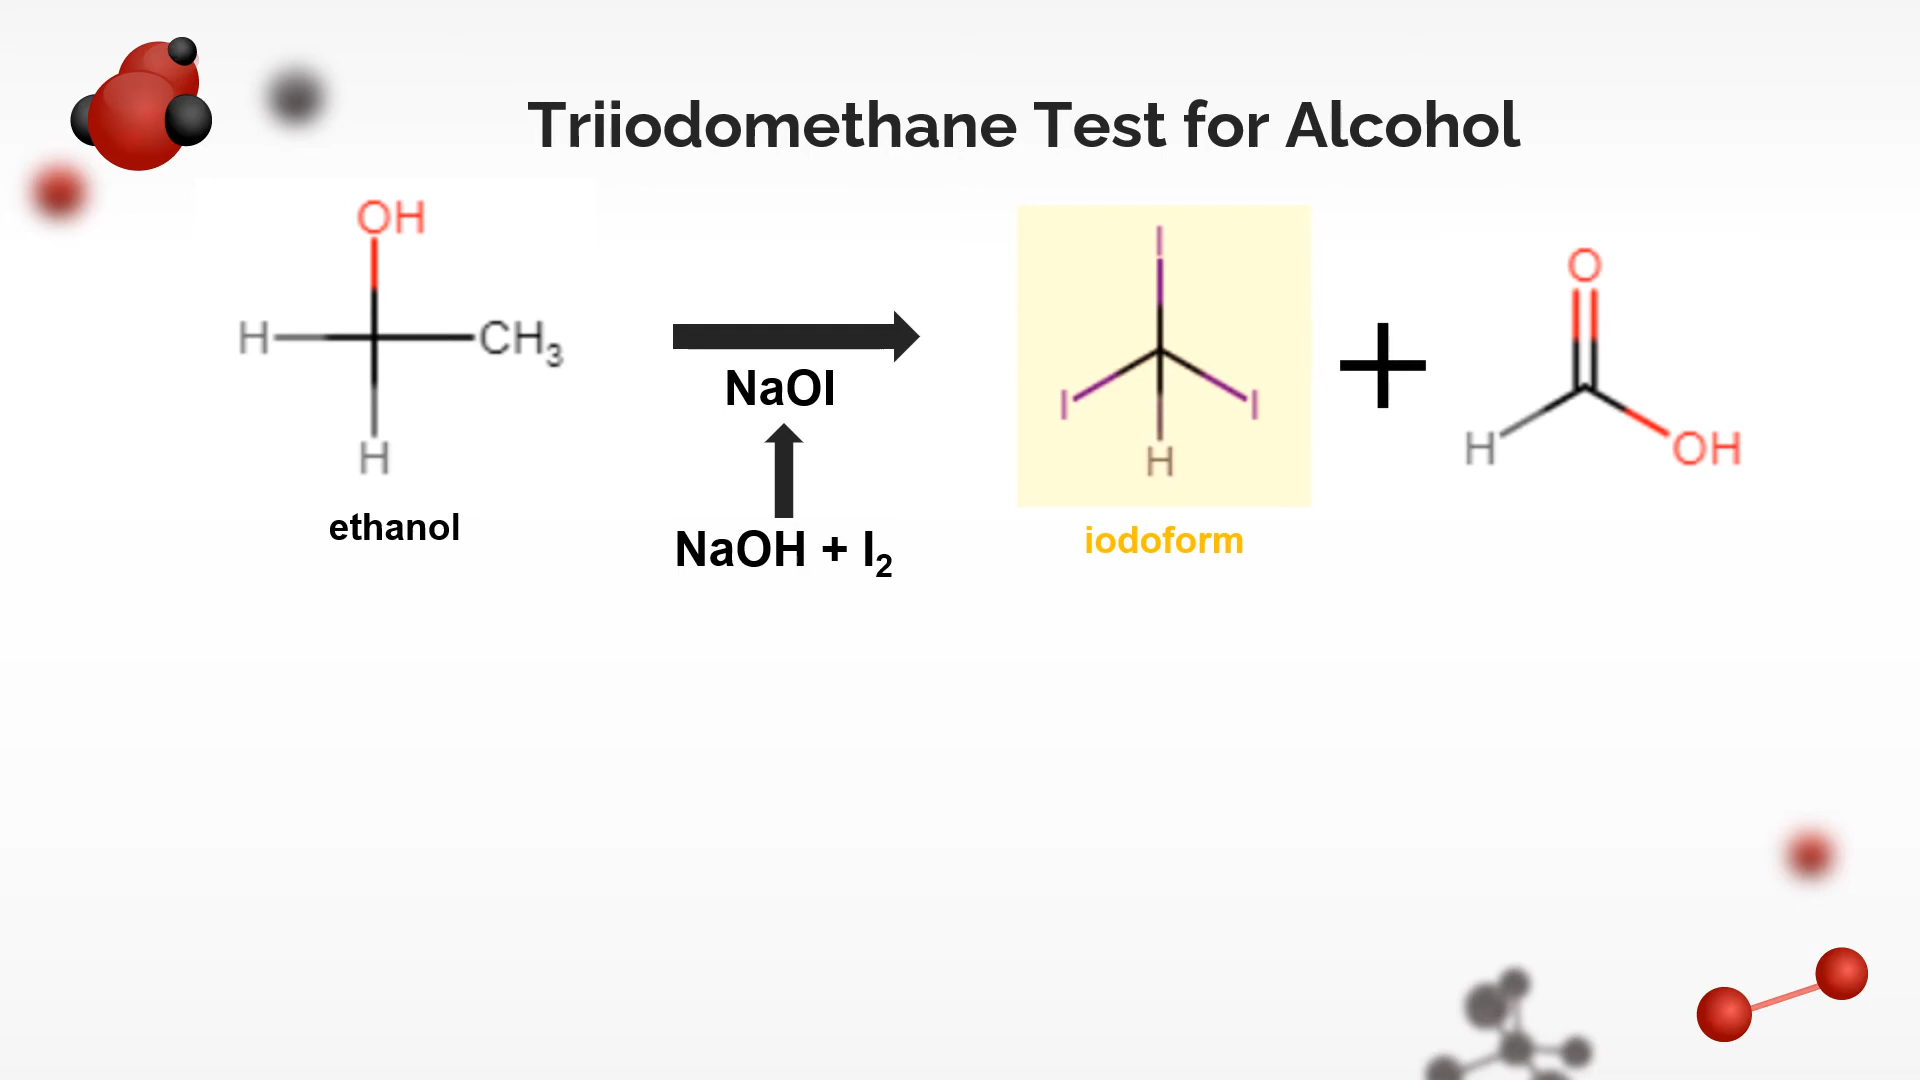 Triiodomethane Test for Alcohol
OH
H
CH₃
H
ethanol
NaOI
NaOH + I₂
I
I
I
H
iodoform
+
O
H
OH